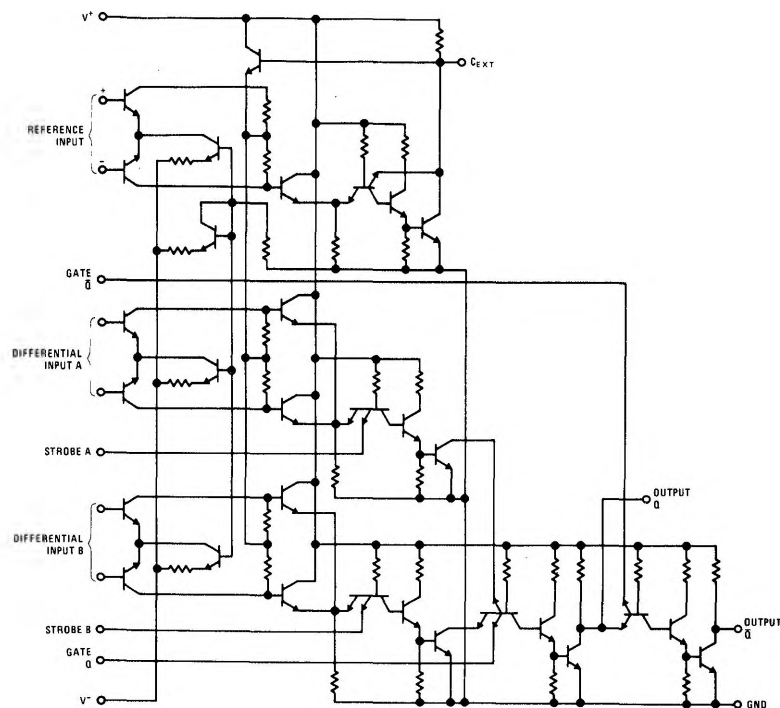 V+
CEXT
+
REFERENCE
INPUT
-
GATE
Q̄
DIFFERENTIAL
INPUT A
STROBE A
OUTPUT
Q
DIFFERENTIAL
INPUT B
STROBE B
OUTPUT
Q̄
GATE
Q
V-
GND